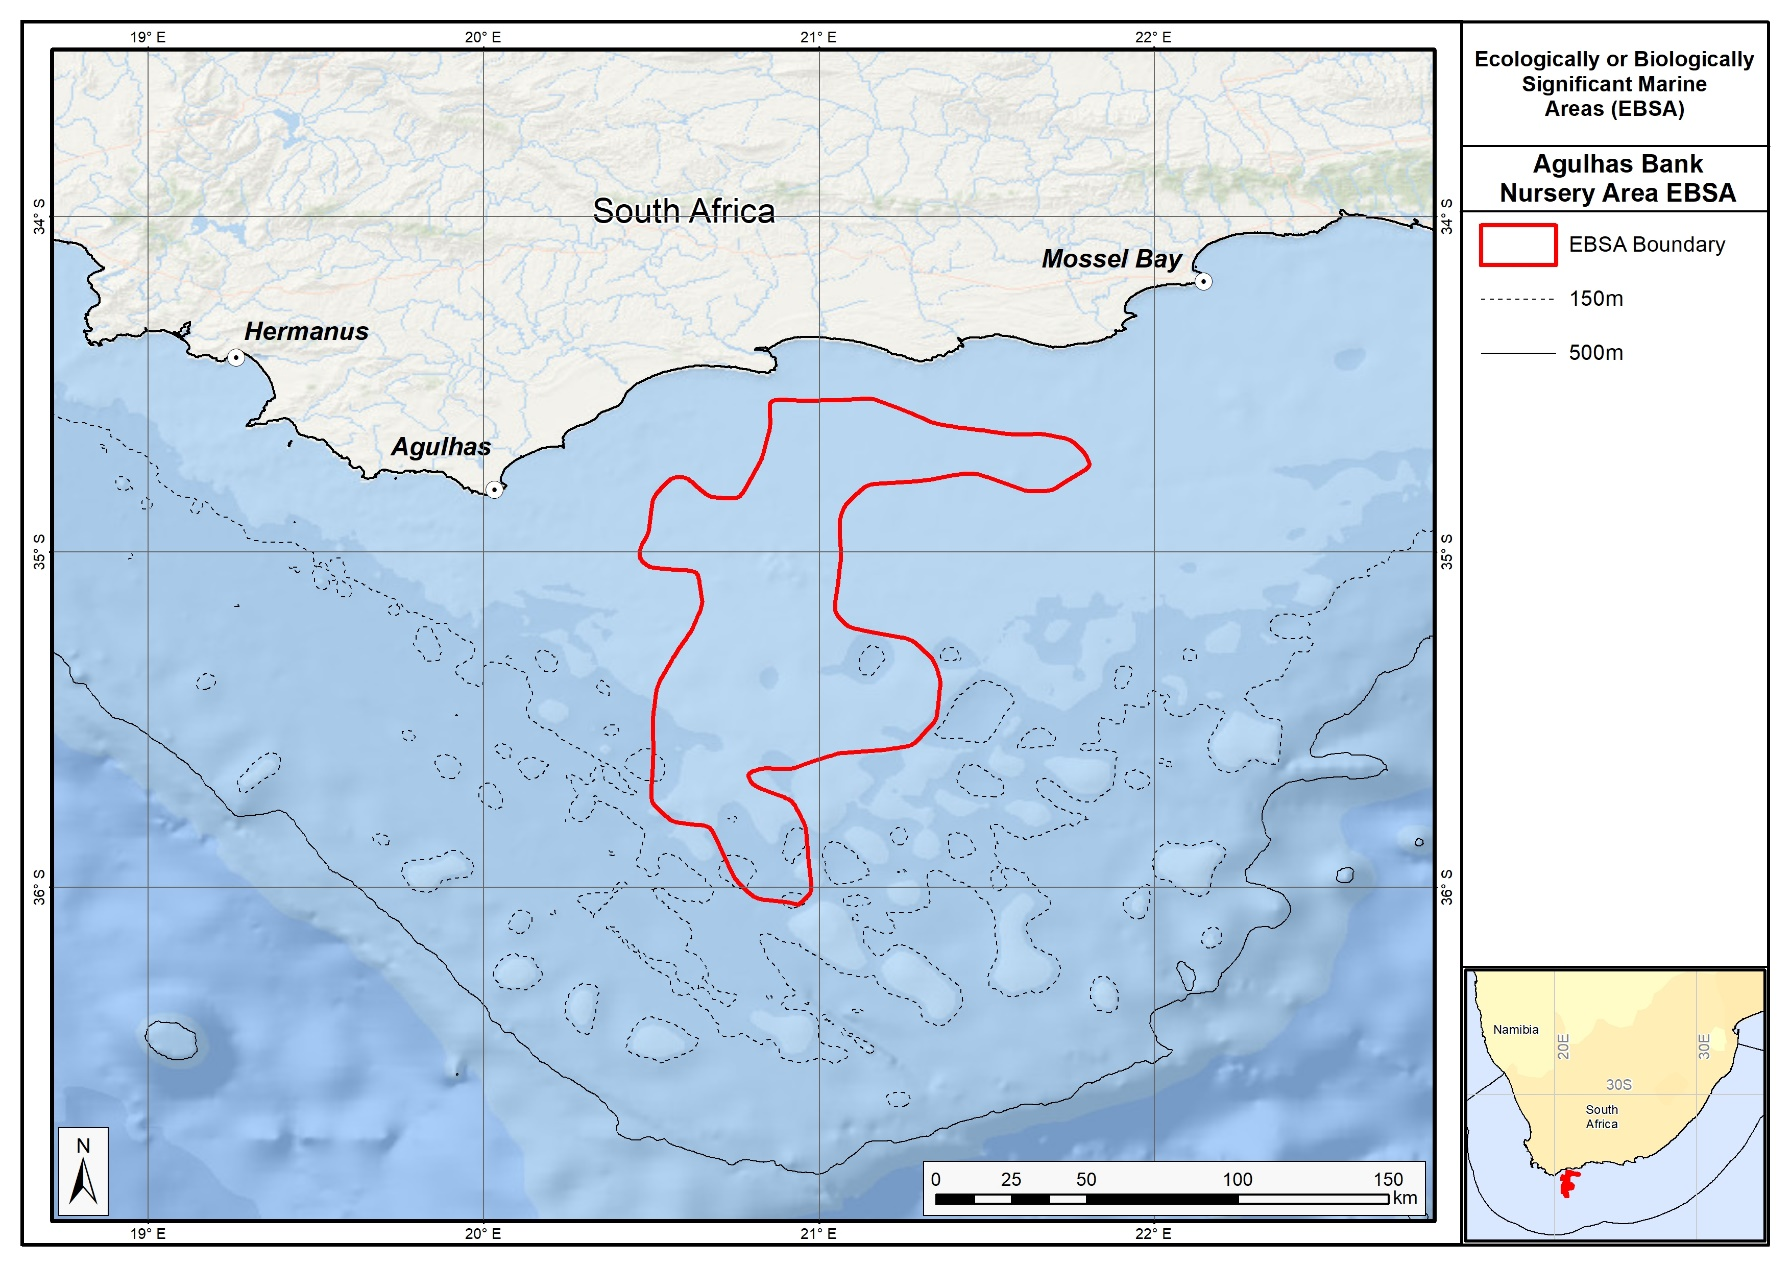 19° E 20° E 21° E 22° E
Ecologically or Biologically
Significant Marine
Areas (EBSA)
Agulhas Bank
Nursery Area EBSA
EBSA Boundary
150m
500m
34° S
34° S
South Africa
Mossel Bay
Hermanus
Agulhas
35° S
35° S
36° S
36° S
N
0 25 50 100 150
km
19° E 20° E 21° E 22° E
Namibia
20E
30E
30S
South
Africa